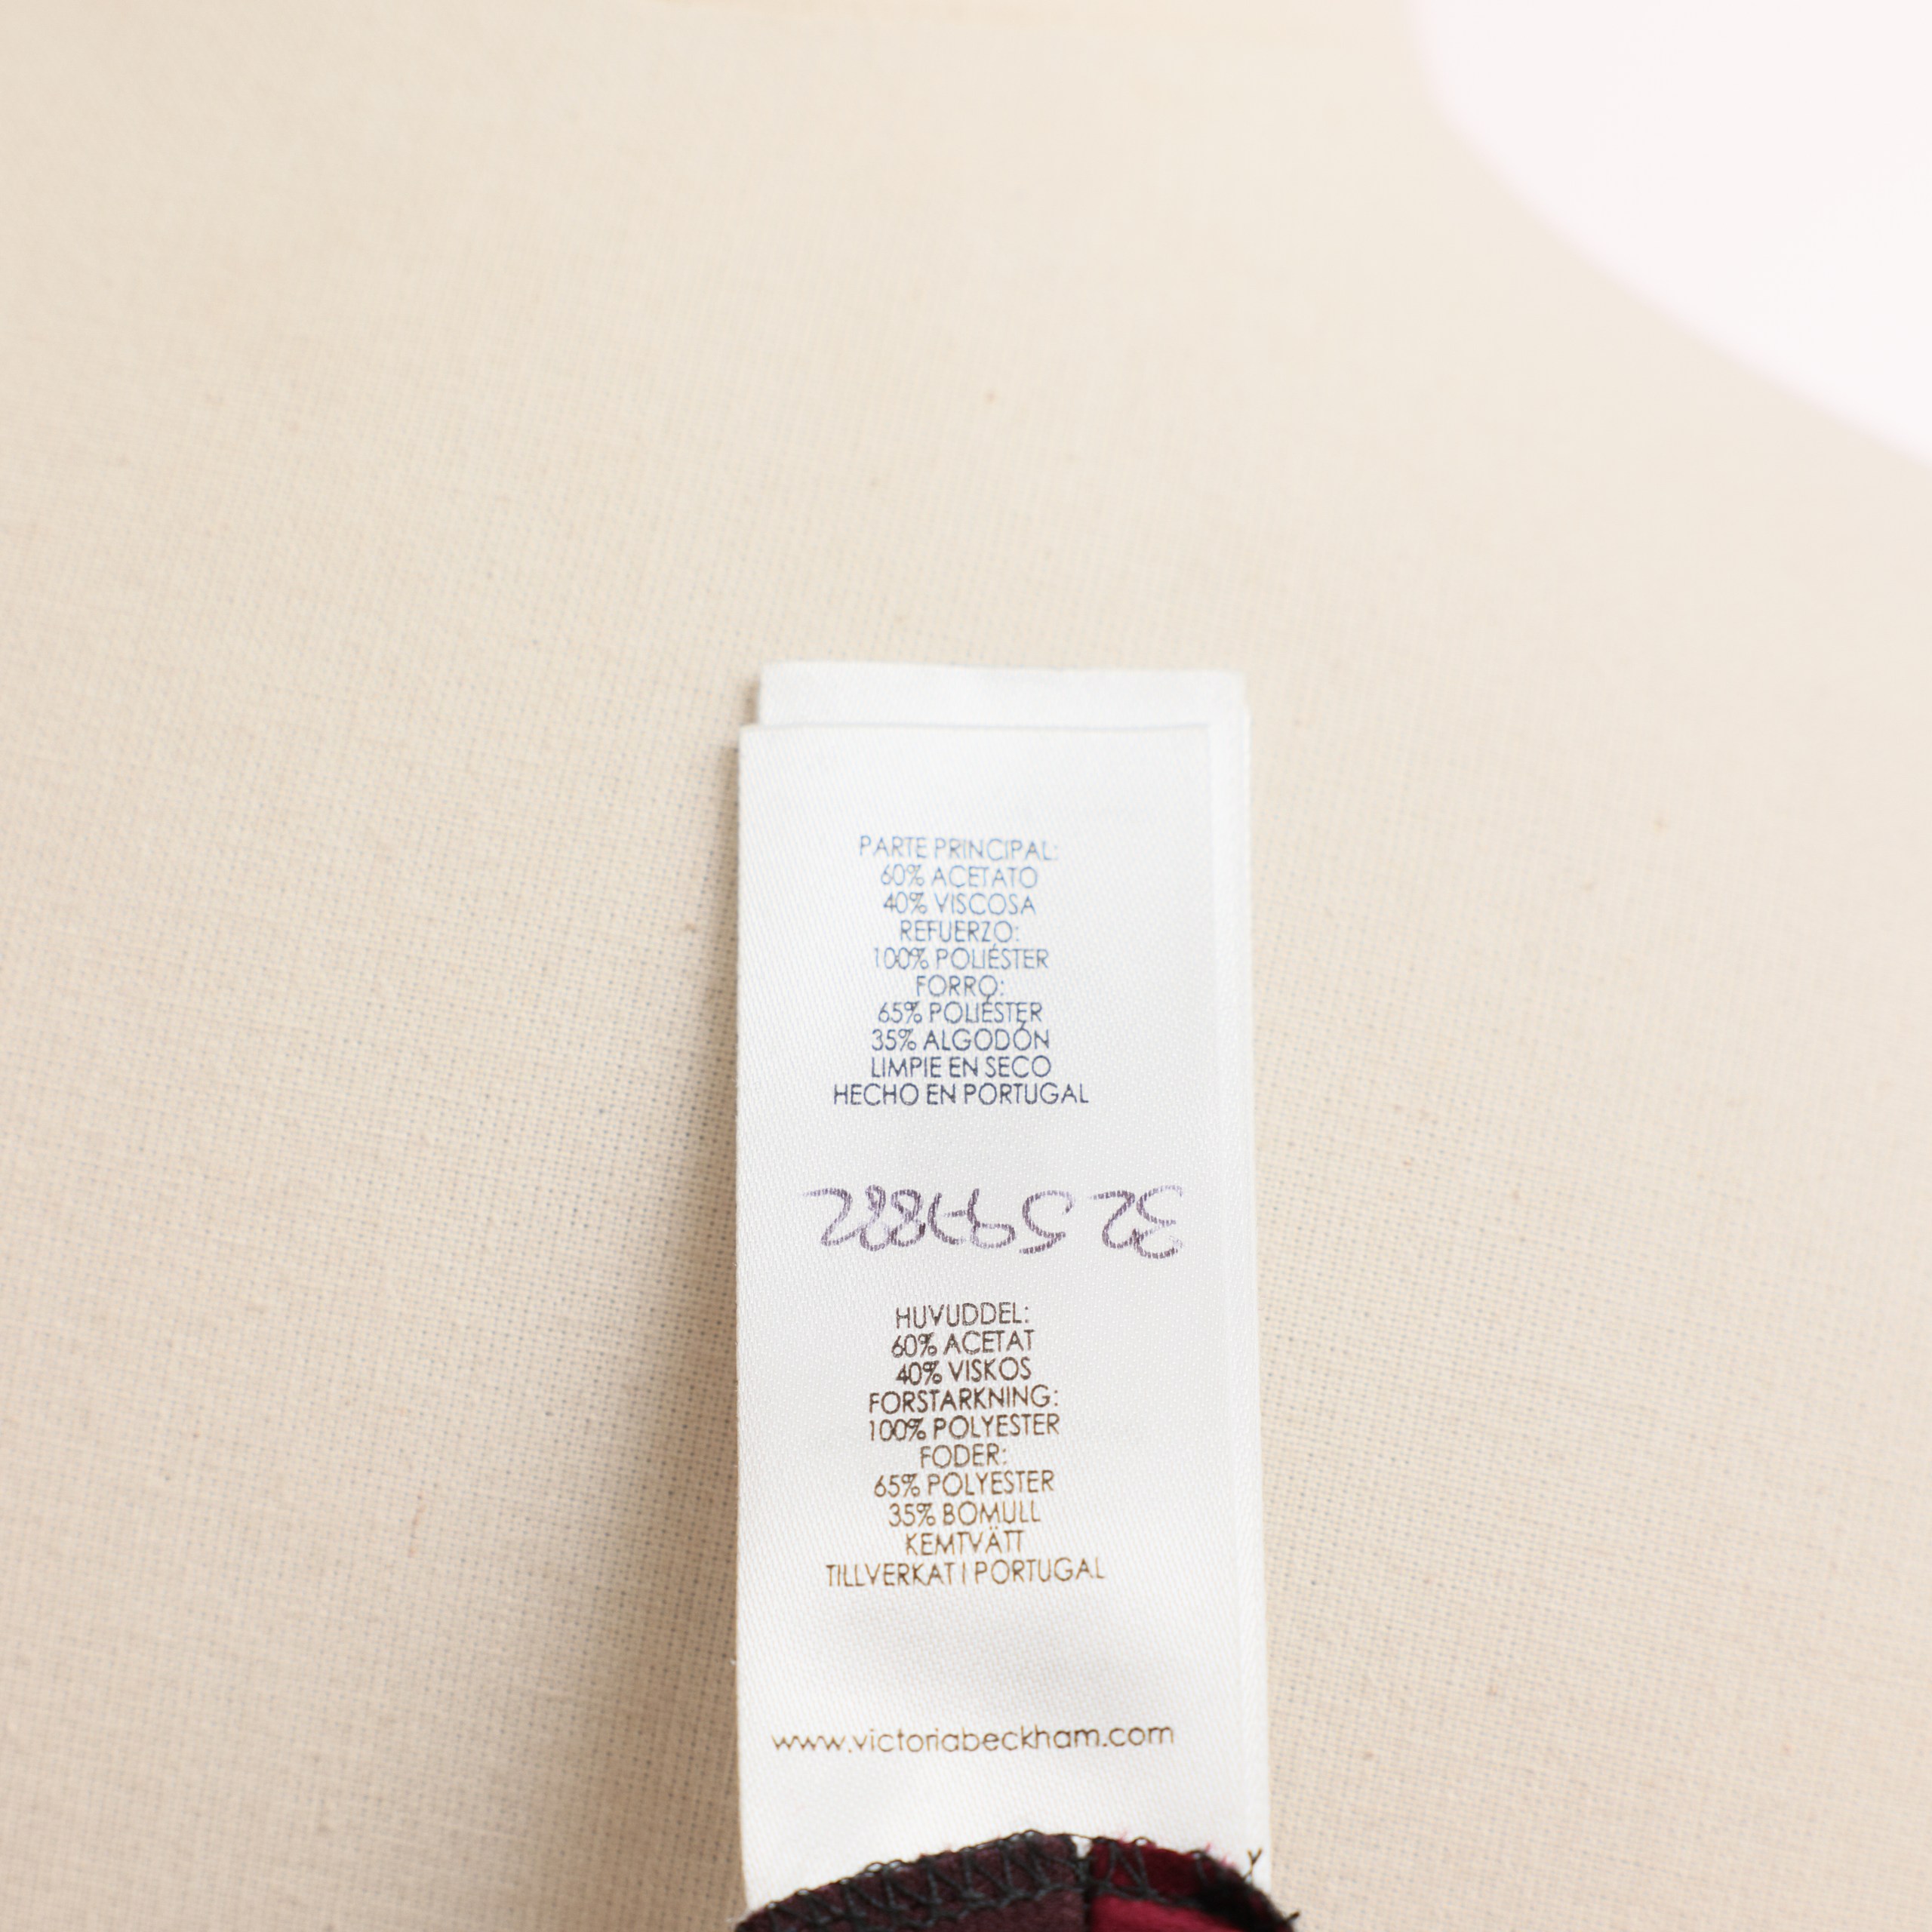 PARTE PRINCIPAL:
60% ACETATO
40% VISCOSA
REFUERZO:
100% POLIÉSTER
FORRO:
65% POLIÉSTER
35% ALGODÓN
LIMPIE EN SECO
HECHO EN PORTUGAL
HUVUDDEL:
60% ACETAT
40% VISKOS
FORSTARKNING:
100% POLYESTER
FODER:
65% POLYESTER
35% BOMULL
KEMTVÄTT
TILLVERKAT I PORTUGAL
www.victoriabeckham.com